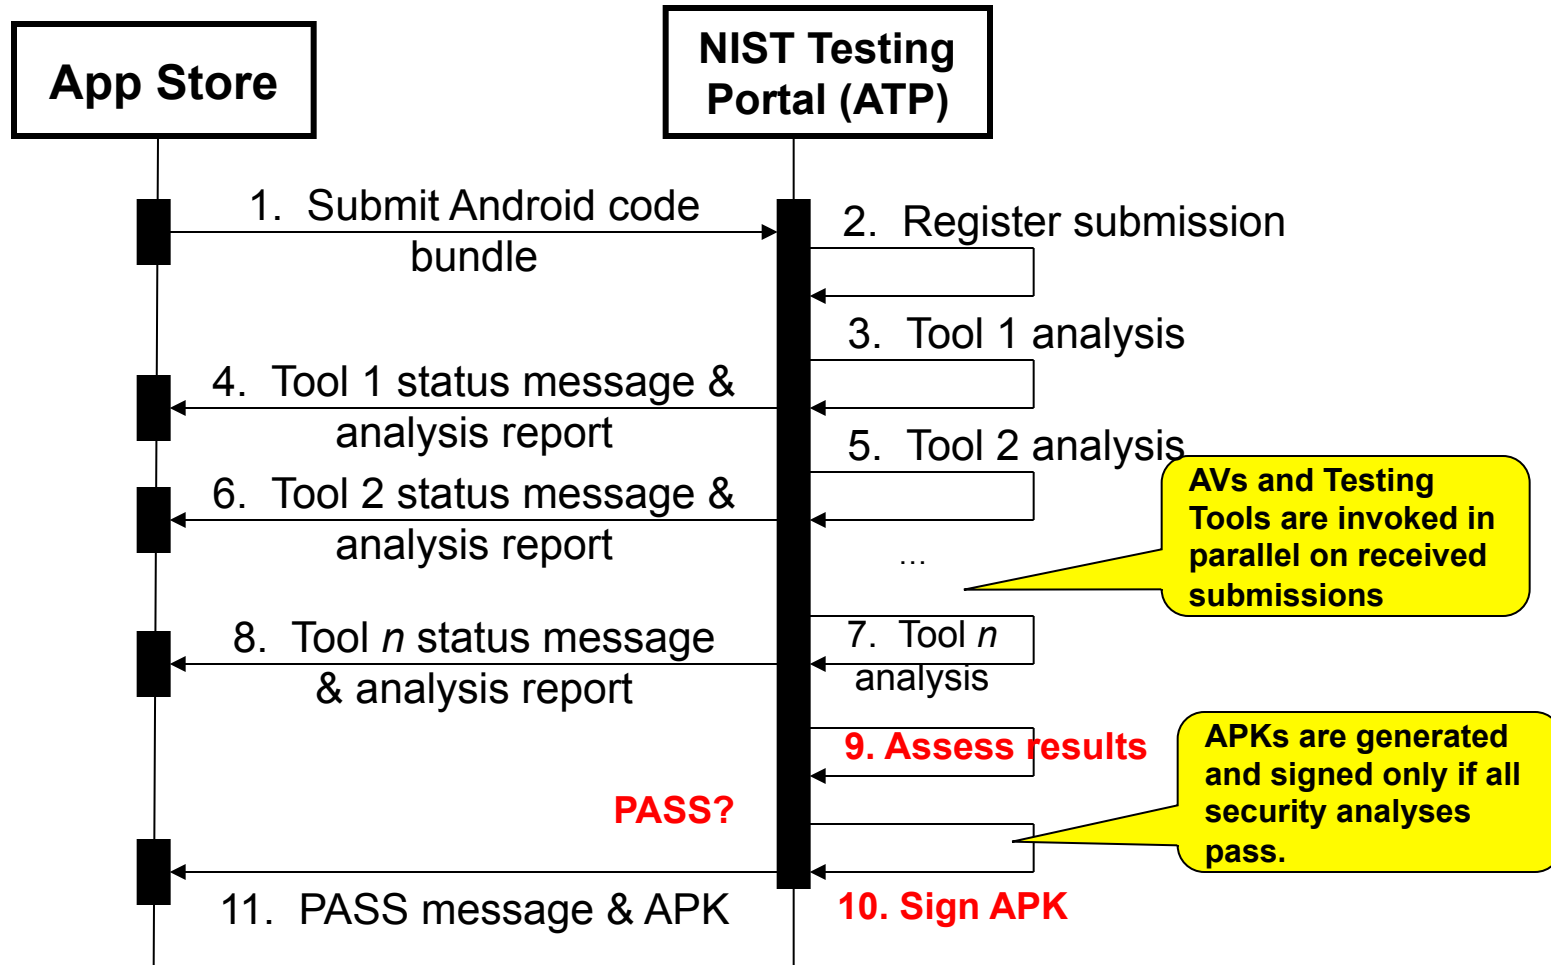 App Store
NIST Testing
Portal (ATP)
1. Submit Android code
bundle
2. Register submission
3. Tool 1 analysis
4. Tool 1 status message &
analysis report
5. Tool 2 analysis
6. Tool 2 status message &
analysis report
AVs and Testing
Tools are invoked in
parallel on received
submissions
...
7. Tool n
analysis
8. Tool n status message
& analysis report
9. Assess results
APKs are generated
and signed only if all
security analyses
pass.
PASS?
10. Sign APK
11. PASS message & APK